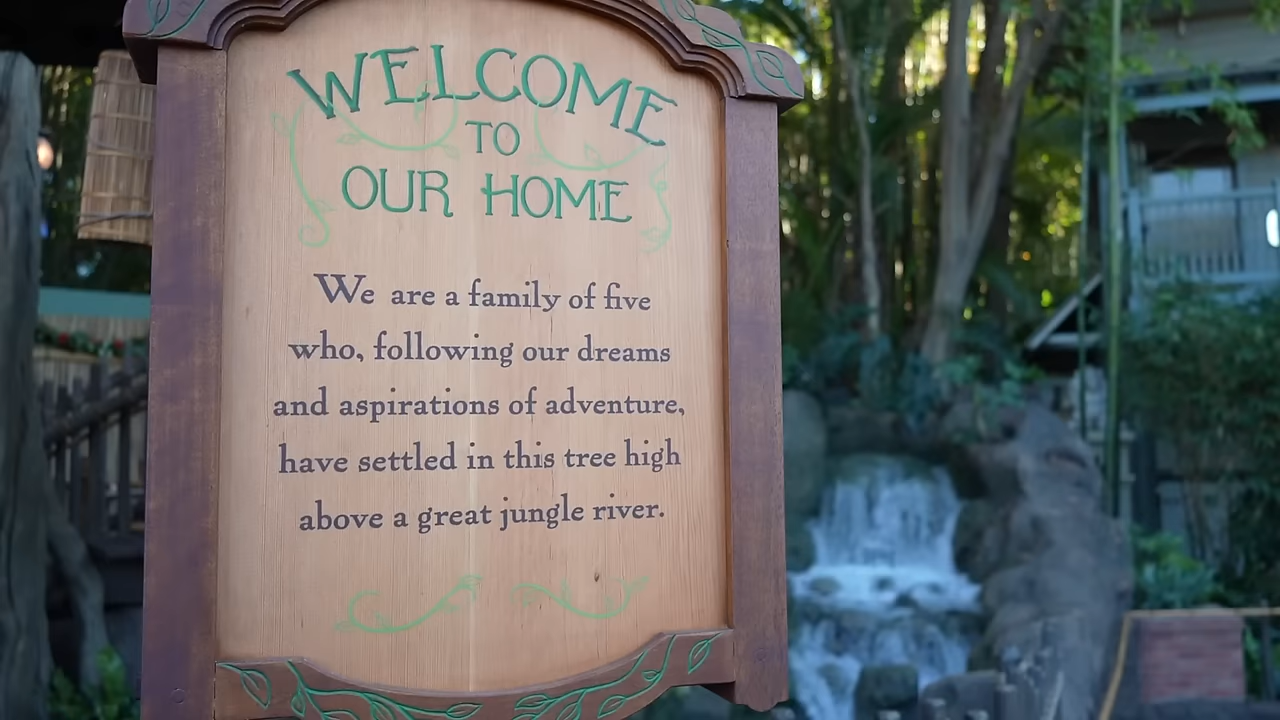 WELCOME
TO
OUR HOME
We are a family of five
who, following our dreams
and aspirations of adventure,
have settled in this tree high
above a great jungle river.